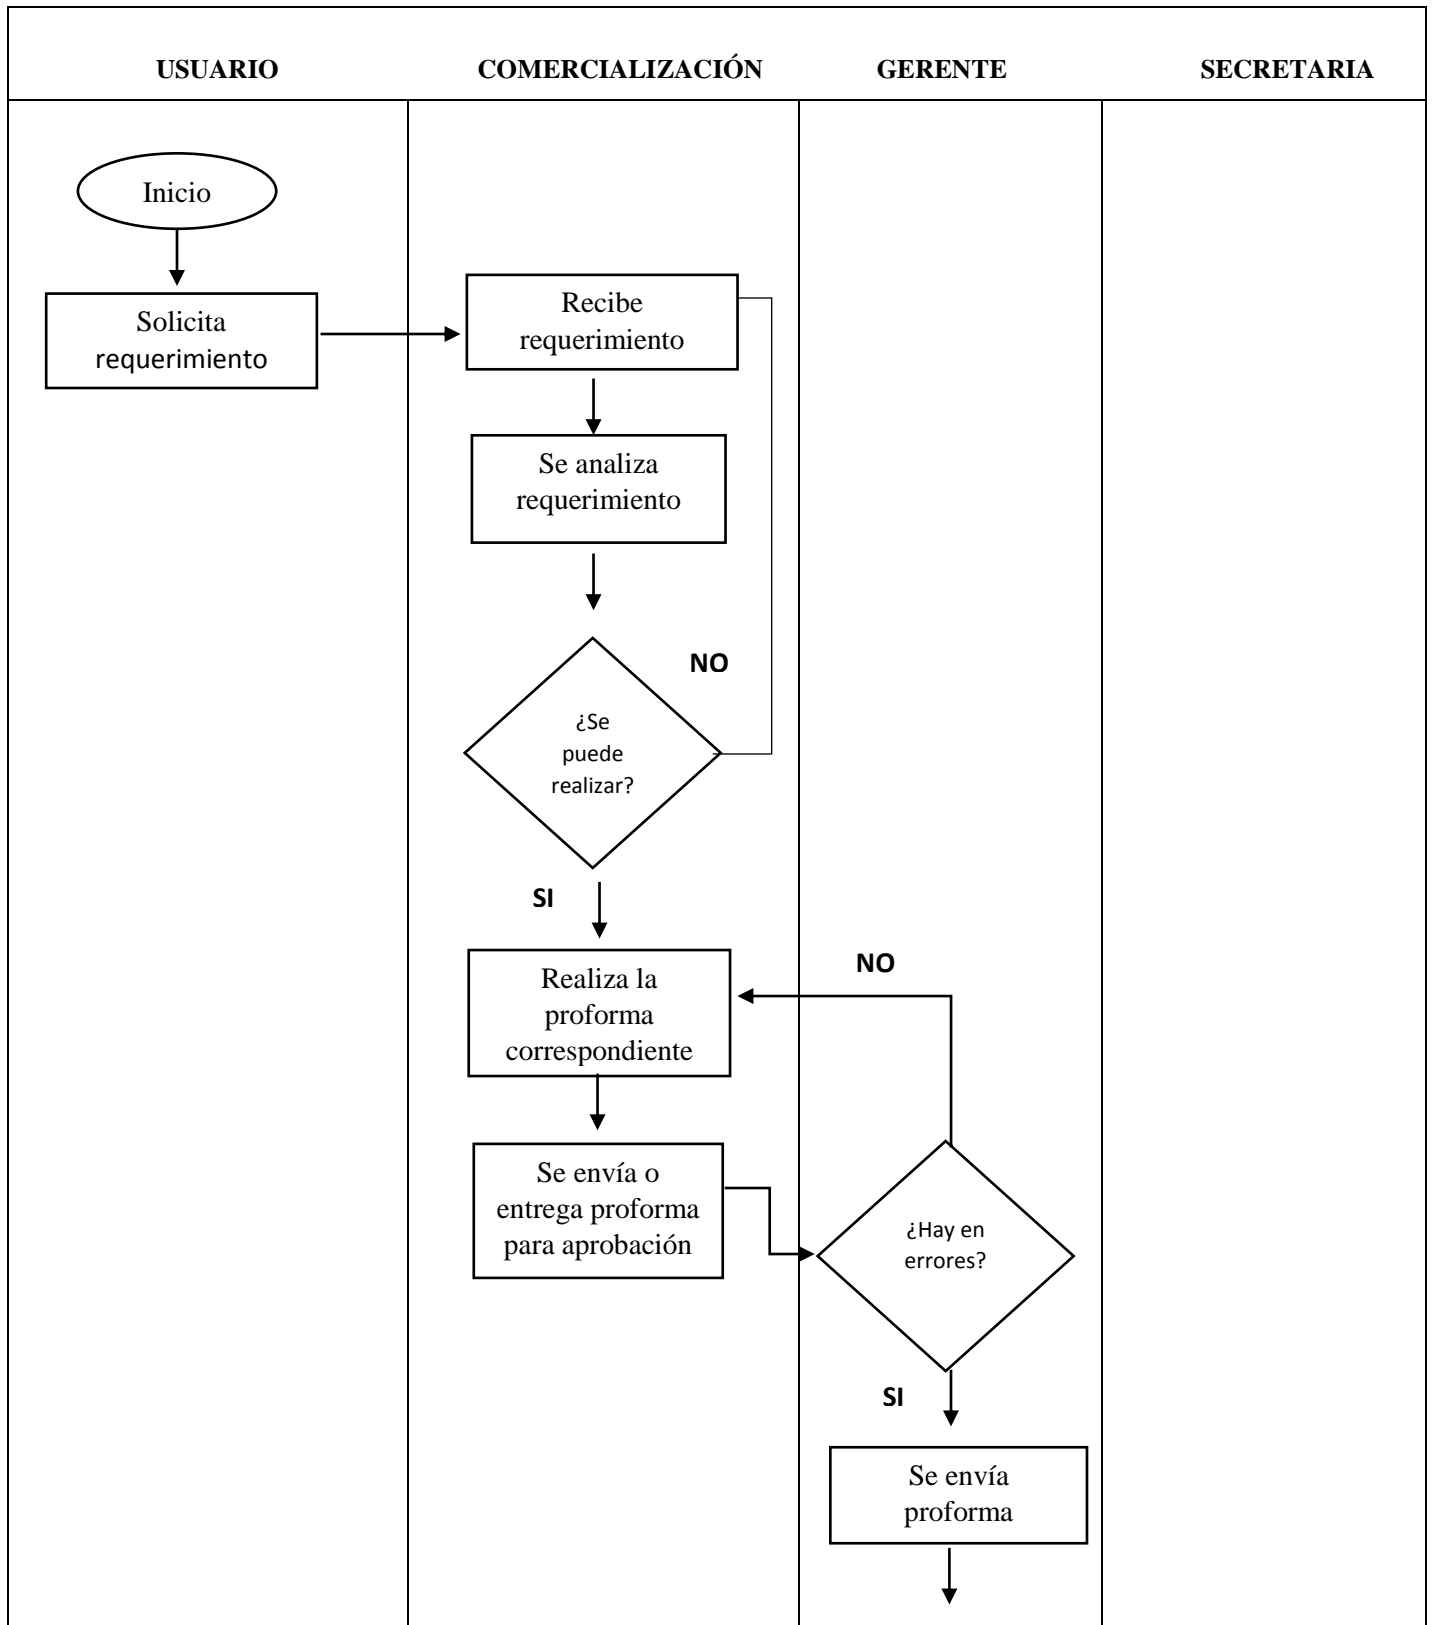 USUARIO COMERCIALIZACIÓN GERENTE SECRETARIA
Inicio
Solicita
requerimiento
Recibe
requerimiento
Se analiza
requerimiento
NO
¿Se
puede
realizar?
SI
Realiza la
proforma
correspondiente
NO
Se envía o
entrega proforma
para aprobación
¿Hay en
errores?
SI
Se envía
proforma